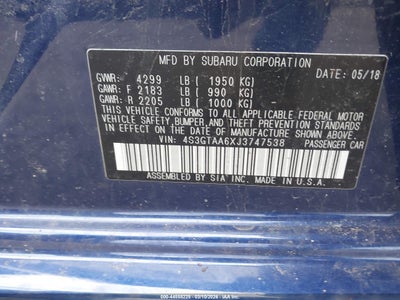 MFD BY SUBARU CORPORATION
DATE: 05/18
GVWR: 4299 LB ( 1950 KG)
GAWR: F 2183 LB ( 990 KG)
GAWR: R 2205 LB ( 1000 KG)
THIS VEHICLE CONFORMS TO ALL APPLICABLE FEDERAL MOTOR
VEHICLE SAFETY,BUMPER,AND THEFT PREVENTION STANDARDS
IN EFFECT ON THE DATE OF MANUFACTURE SHOWN ABOVE.
VIN: 4S3GTAA6XJ3747538 PASSENGER CAR
ASSEMBLED BY SIA INC. MADE IN U.S.A.